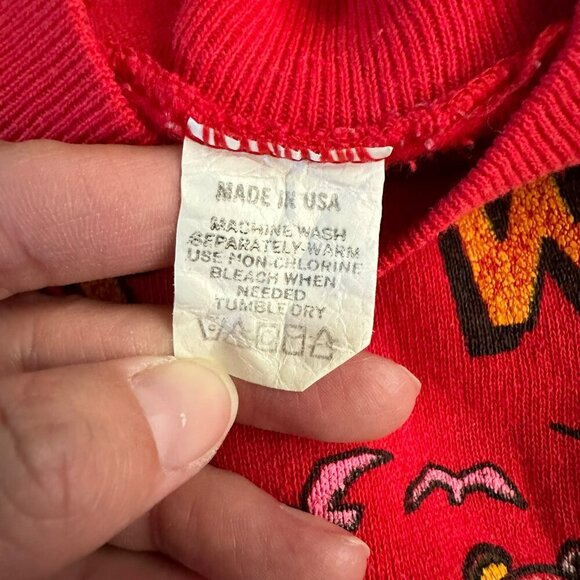 MADE IN USA
MACHINE WASH
SEPARATELY-WARM
USE NON-CHLORINE
BLEACH WHEN
NEEDED
TUMBLE DRY